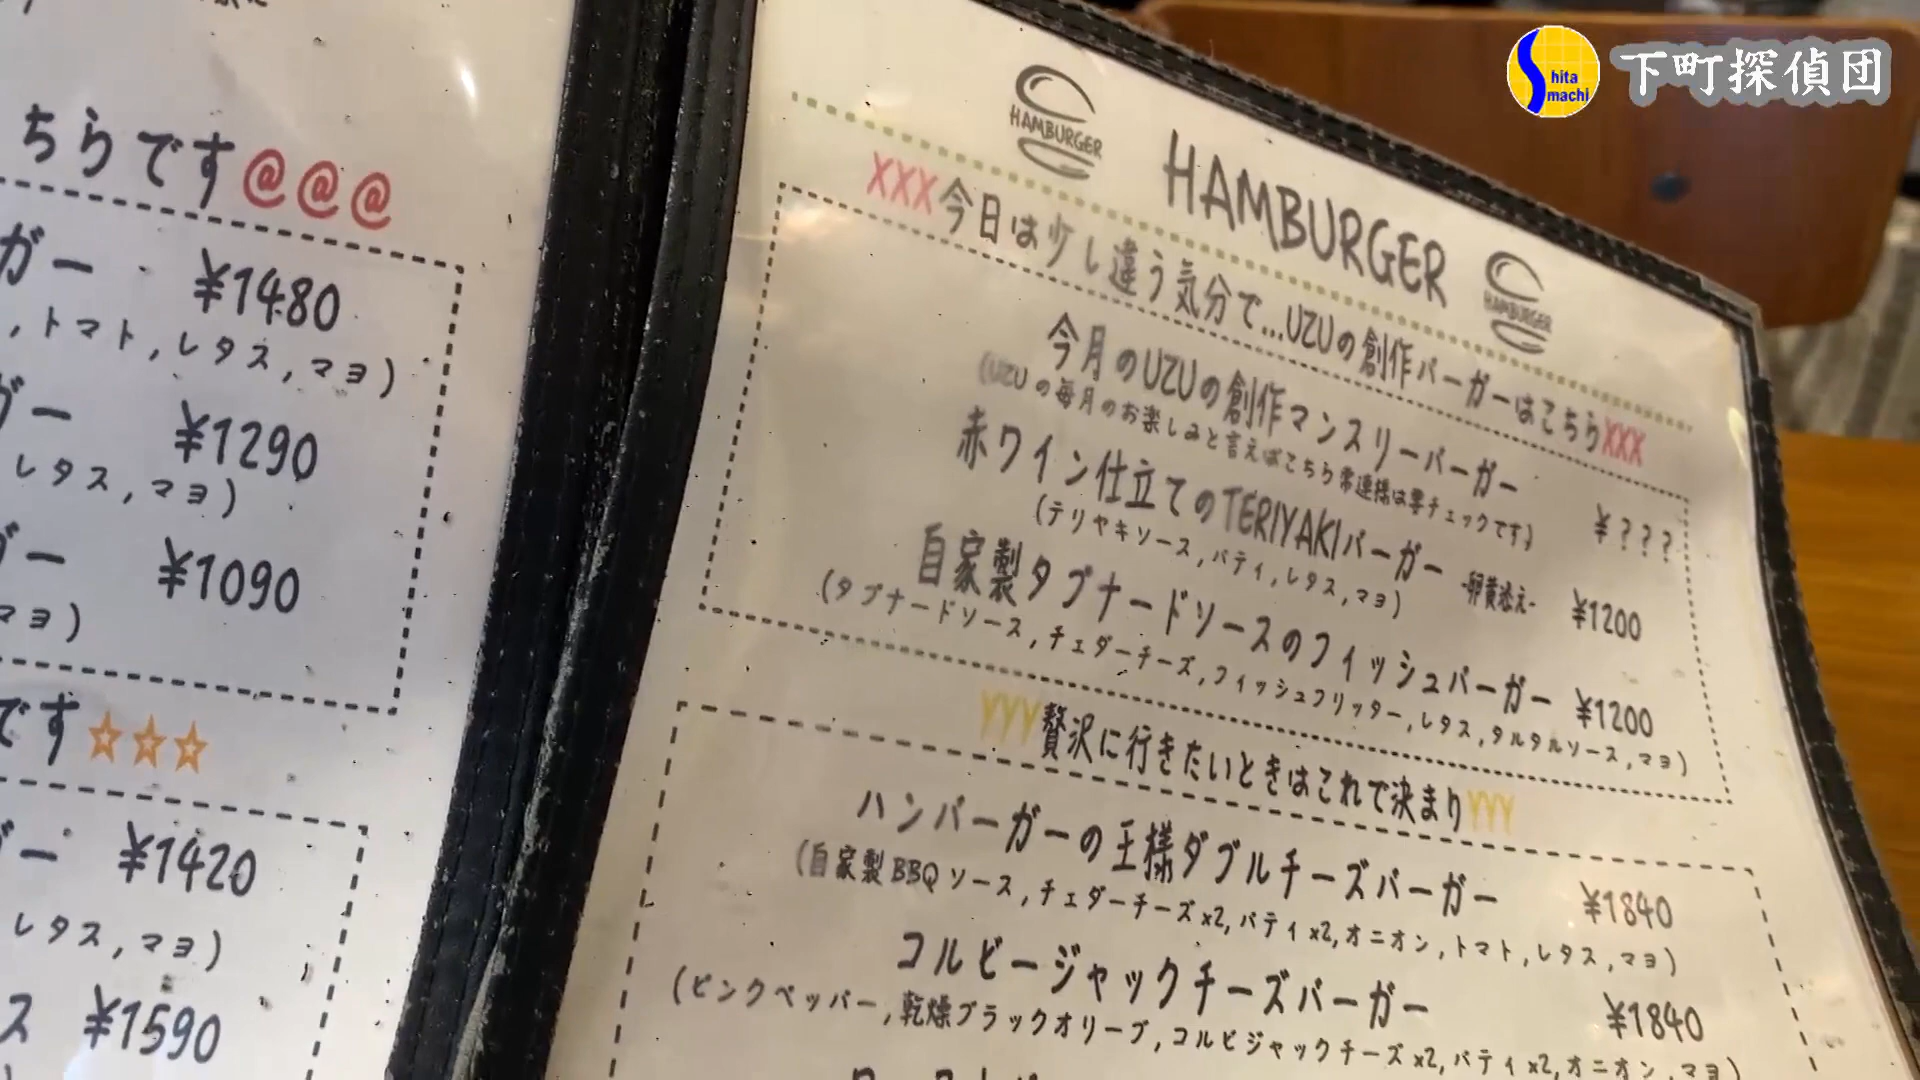 ちらです@@@
ガー ¥1480
, トマト, レタス, マヨ)
ガー ¥1290
レタス, マヨ)
ガー ¥1090
マヨ)
です☆☆☆
ー ¥1420
レタス, マヨ)
ス ¥1590
HAMBURGER
HAMBURGER
HAMBURGER
XXX今日は少し違う気分で...UZUの創作バーガーはこちらXXX
今月のUZUの創作マンスリーバーガー ¥???
(UZUの毎月のお楽しみと言えばこちら常連様は要チェックです)
赤ワイン仕立てのTERIYAKIバーガー -卵黄添え- ¥1200
(テリヤキソース, パティ, レタス, マヨ)
自家製タプナードソースのフィッシュバーガー ¥1200
(タプナードソース, チェダーチーズ, フィッシュフリッター, レタス, タルタルソース, マヨ)
YYY贅沢に行きたいときはこれで決まりYYY
ハンバーガーの王様ダブルチーズバーガー ¥1840
(自家製BBQソース, チェダーチーズx2, パティx2, オニオン, トマト, レタス, マヨ)
コルビージャックチーズバーガー ¥1840
(ピンクペッパー, 乾燥ブラックオリーブ, コルビジャックチーズx2, パティx2, オニオン, マヨ)
Shita machi
下町探偵団